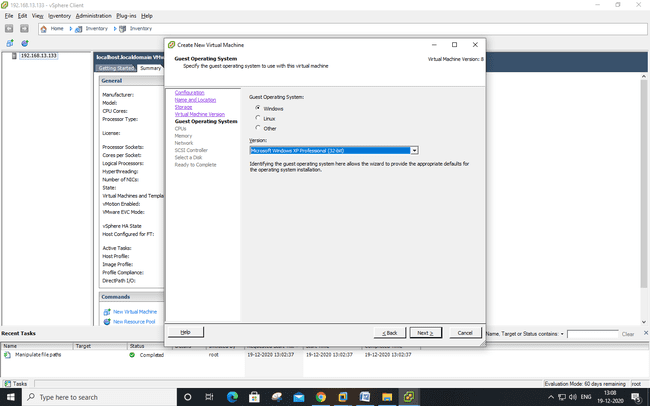 192.168.13.133 - vSphere Client
File Edit View Inventory Administration Plug-ins Help
Home Inventory Inventory
192.168.13.133
localhost.localdomain VMw
Getting Started Summary
General
Manufacturer:
Model:
CPU Cores:
Processor Type:
License:
Processor Sockets:
Cores per Socket:
Logical Processors:
Hyperthreading:
Number of NICs:
State:
Virtual Machines and Templa
vMotion Enabled:
VMware EVC Mode:
vSphere HA State
Host Configured for FT:
Active Tasks:
Host Profile:
Image Profile:
Profile Compliance:
DirectPath I/O:
Commands
New Virtual Machine
New Resource Pool
Create New Virtual Machine
Guest Operating System
Specify the guest operating system to use with this virtual machine
Virtual Machine Version: 8
Configuration
Name and Location
Storage
Virtual Machine Version
Guest Operating System
CPUs
Memory
Network
SCSI Controller
Select a Disk
Ready to Complete
Guest Operating System:
Windows
Linux
Other
Version:
Microsoft Windows XP Professional (32-bit)
Identifying the guest operating system here allows the wizard to provide the appropriate defaults for
the operating system installation.
Help
< Back Next > Cancel
Recent Tasks
Name, Target or Status contains: Clear
Name Target Status
Manipulate file paths Completed root 19-12-2020 13:02:37 19-12-2020 13:02:37 19-12-2020 13:02:37
Tasks
Evaluation Mode: 60 days remaining root
Type here to search
ENG
13:08
19-12-2020